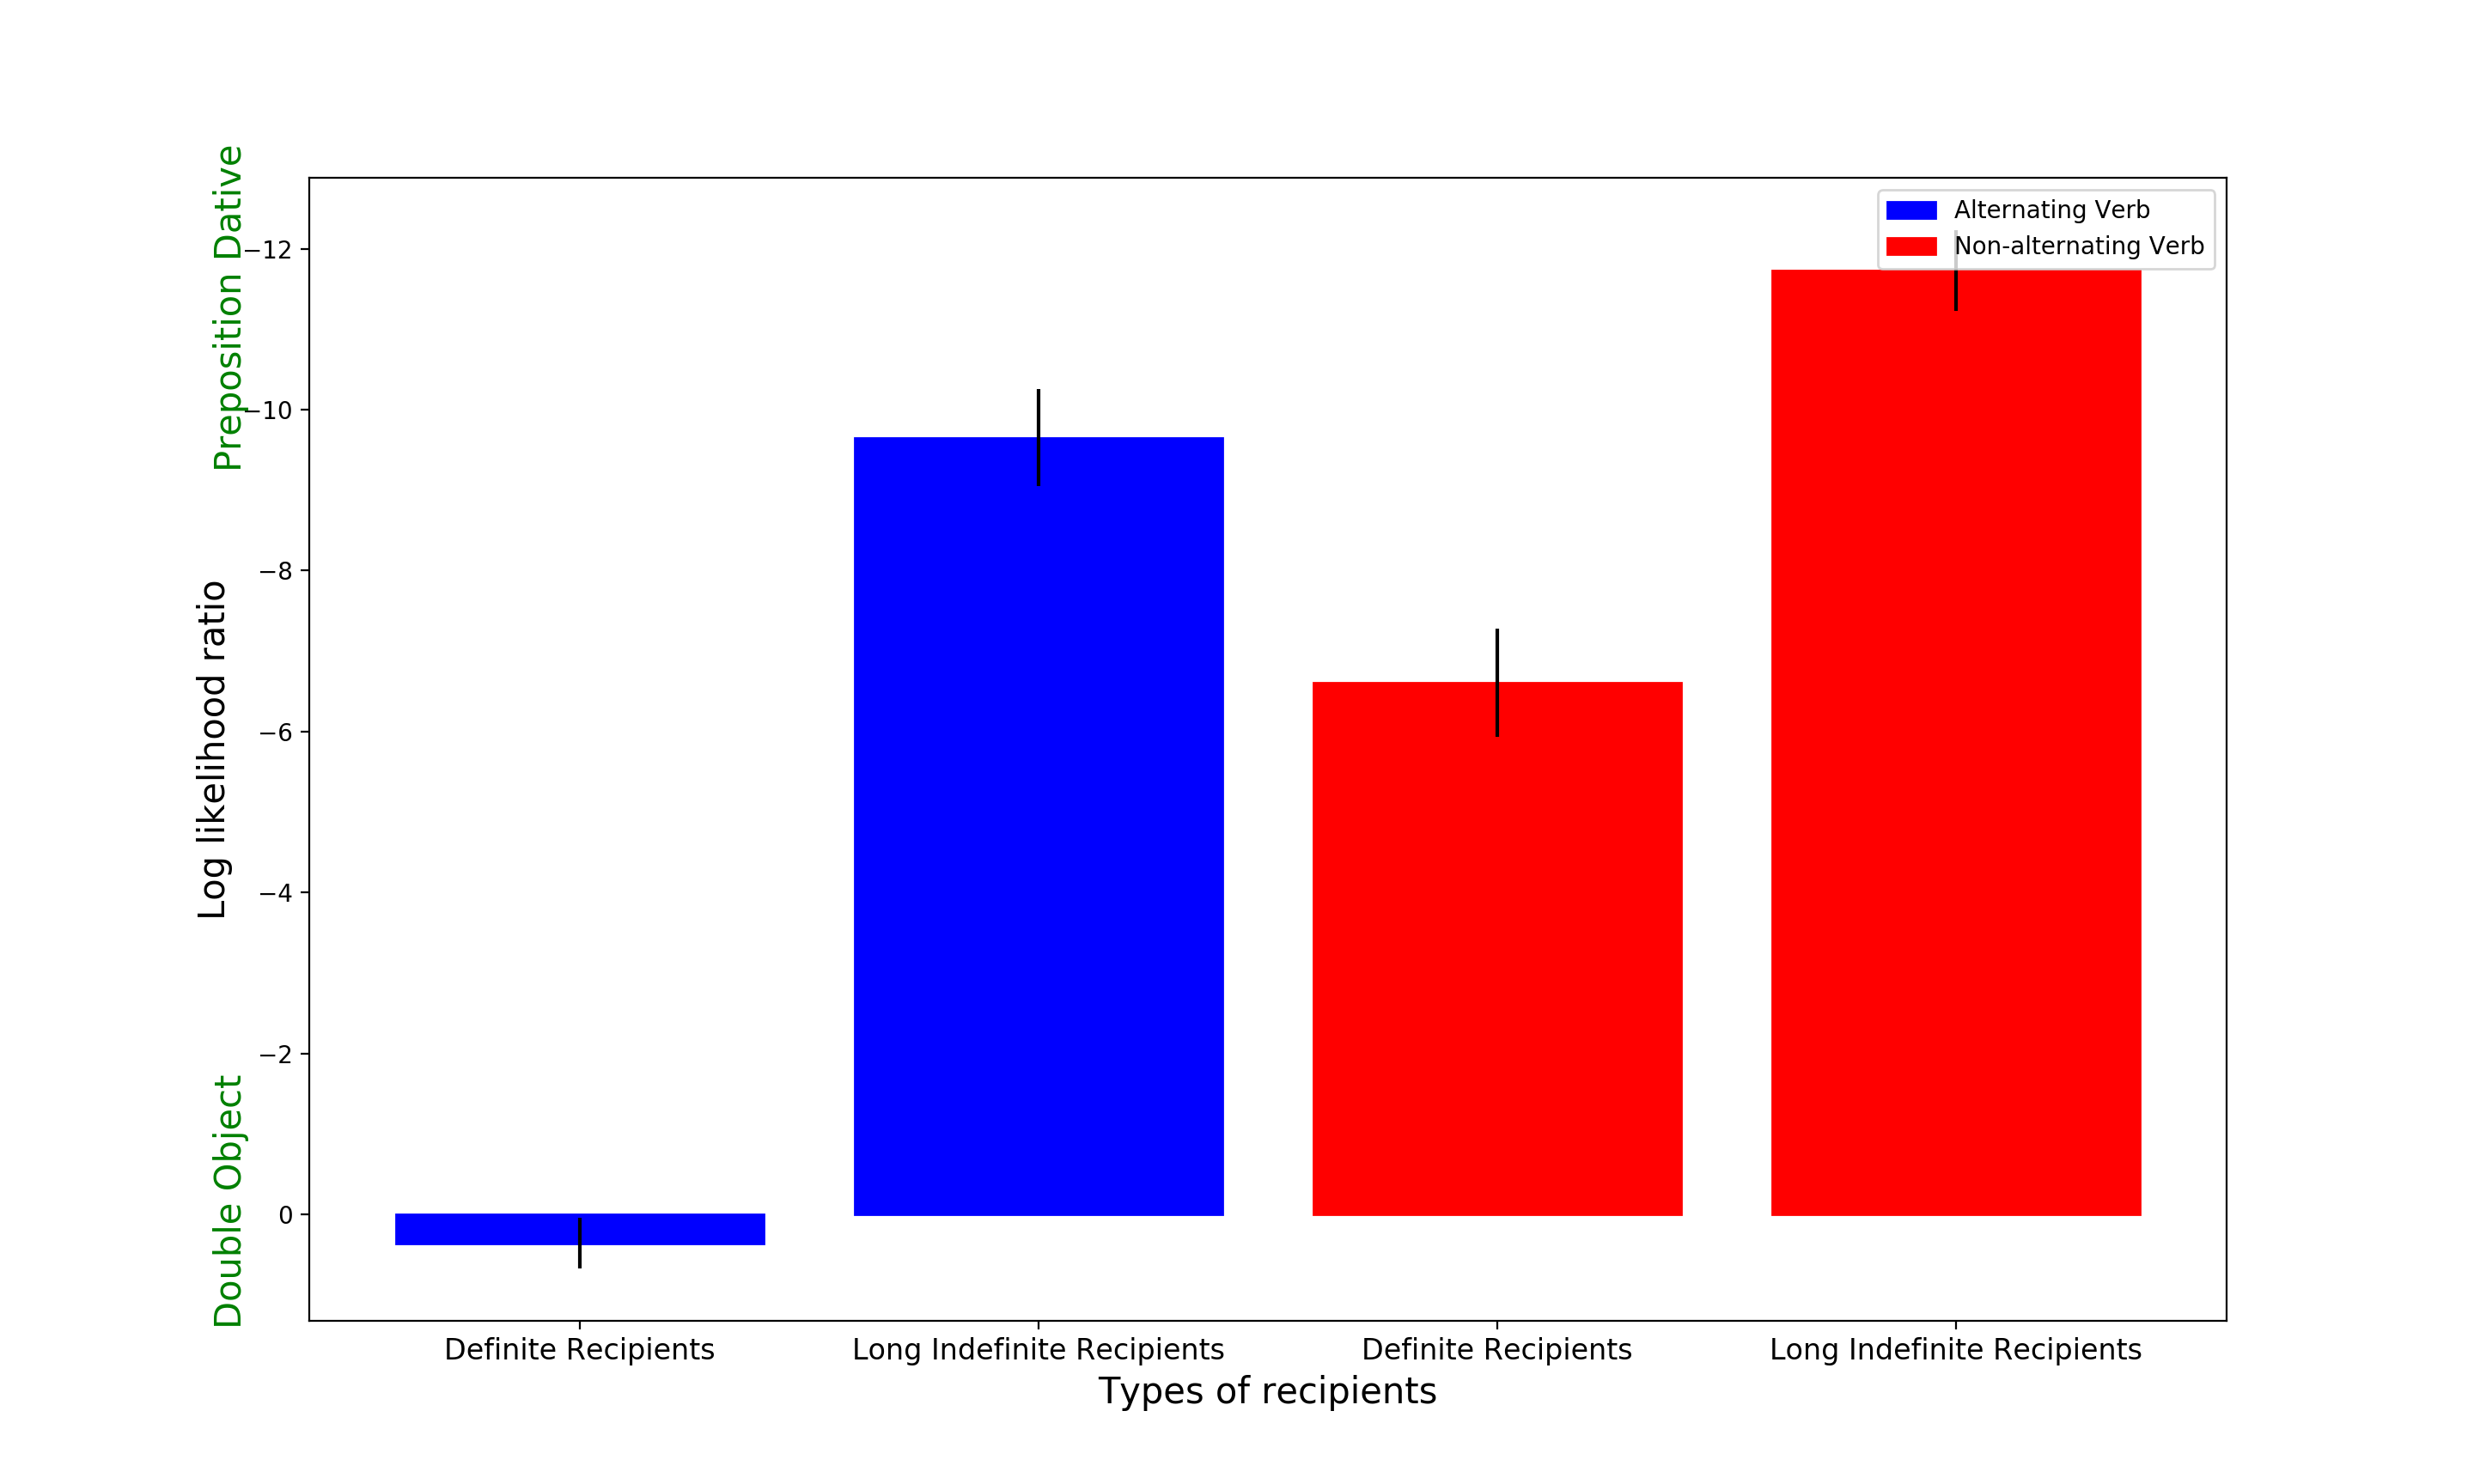 Alternating Verb
Non-alternating Verb
Preposition Dative
Log likelihood ratio
Double Object
−12
−10
−8
−6
−4
−2
0
Definite Recipients
Long Indefinite Recipients
Definite Recipients
Long Indefinite Recipients
Types of recipients